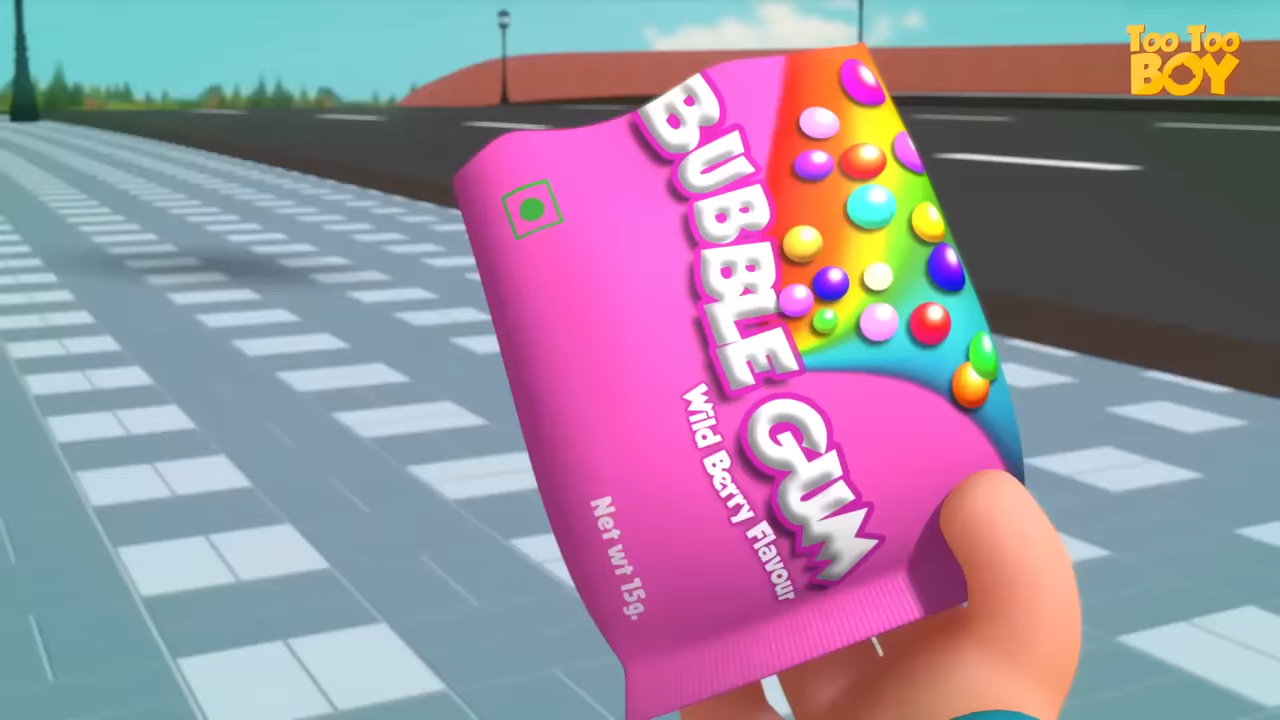 Too Too
BOY
BUBBLE GUM
Wild Berry Flavour
Net wt 15g.